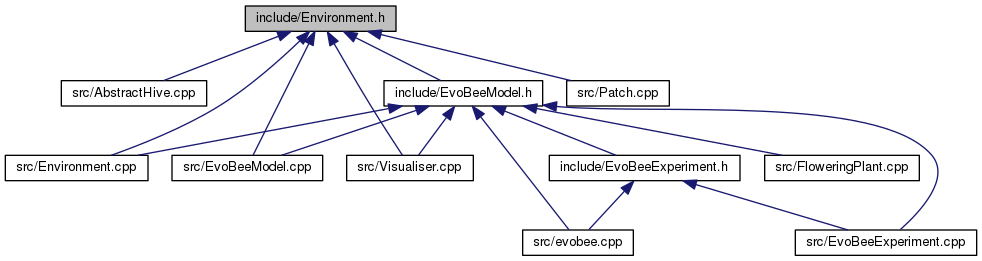 include/Environment.h
src/AbstractHive.cpp
include/EvoBeeModel.h
src/Patch.cpp
src/Environment.cpp
src/EvoBeeModel.cpp
src/Visualiser.cpp
include/EvoBeeExperiment.h
src/FloweringPlant.cpp
src/evobee.cpp
src/EvoBeeExperiment.cpp